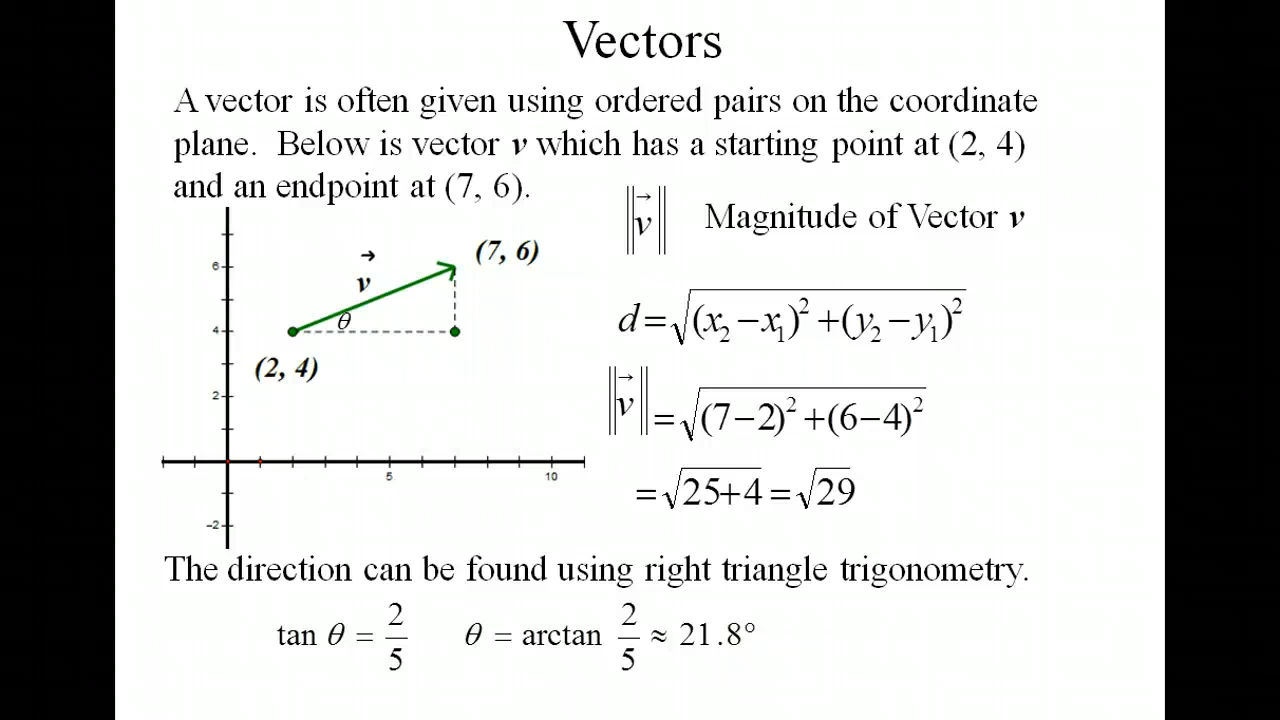 Vectors
A vector is often given using ordered pairs on the coordinate
plane. Below is vector v which has a starting point at (2, 4)
and an endpoint at (7, 6).
‖v⃗‖ Magnitude of Vector v
(7, 6)
v⃗
θ
(2, 4)
6
4
2
-2
5
10
d = √((x₂ − x₁)² + (y₂ − y₁)²)
‖v⃗‖ = √((7 − 2)² + (6 − 4)²)
= √(25 + 4) = √29
The direction can be found using right triangle trigonometry.
tan θ = 2/5 θ = arctan 2/5 ≈ 21.8°